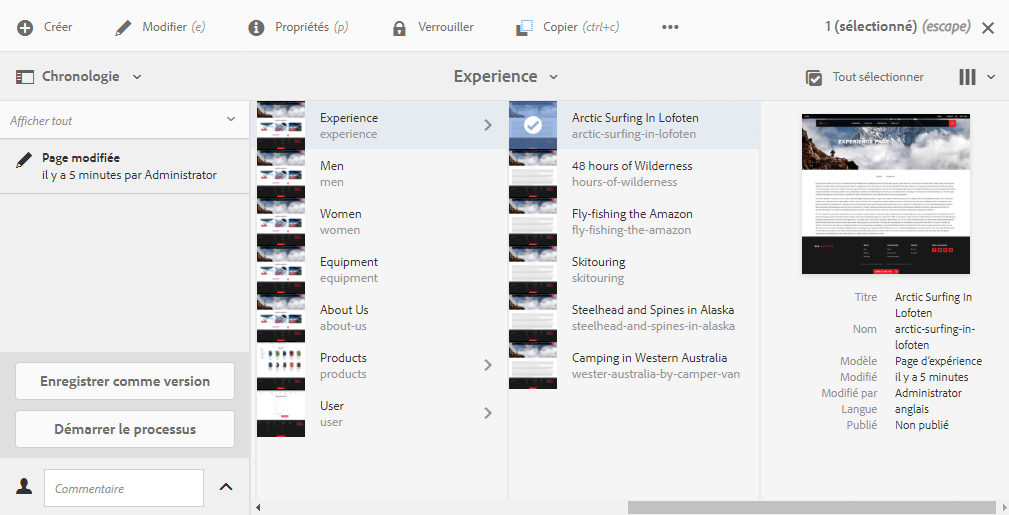 Créer
Modifier (e)
Propriétés (p)
Verrouiller
Copier (ctrl+c)
1 (sélectionné) (escape)
Chronologie
Experience
Tout sélectionner
Afficher tout
Page modifiée
il y a 5 minutes par Administrator
Enregistrer comme version
Démarrer le processus
Commentaire
Experience
experience
Men
men
Women
women
Equipment
equipment
About Us
about-us
Products
products
User
user
Arctic Surfing In Lofoten
arctic-surfing-in-lofoten
48 hours of Wilderness
hours-of-wilderness
Fly-fishing the Amazon
fly-fishing-the-amazon
Skitouring
skitouring
Steelhead and Spines in Alaska
steelhead-and-spines-in-alaska
Camping in Western Australia
wester-australia-by-camper-van
EXPERIENCE PAGE
Titre Arctic Surfing In
Lofoten
Nom arctic-surfing-in-
lofoten
Modèle Page d'expérience
Modifié il y a 5 minutes
Modifié par Administrator
Langue anglais
Publié Non publié